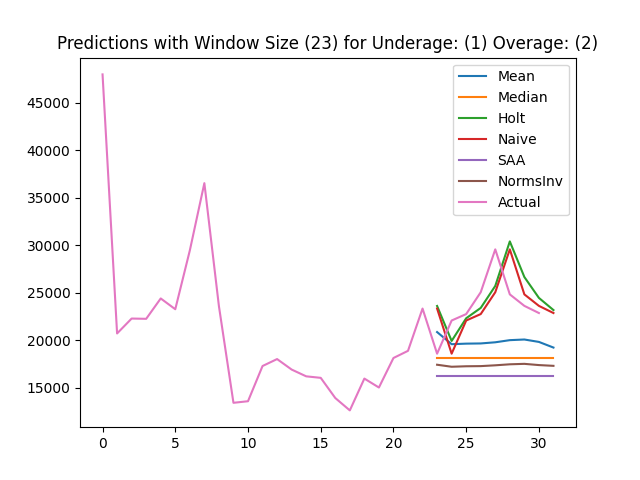 Predictions with Window Size (23) for Underage: (1) Overage: (2)
45000
40000
35000
30000
25000
20000
15000
0 5 10 15 20 25 30
Mean
Median
Holt
Naive
SAA
NormsInv
Actual